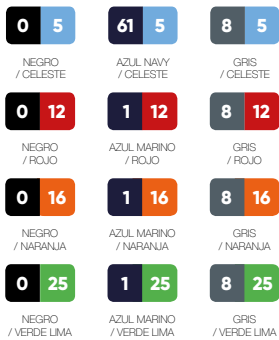 0 5 61 5 8 5
NEGRO AZUL NAVY GRIS
/ CELESTE / CELESTE / CELESTE
0 12 1 12 8 12
NEGRO AZUL MARINO GRIS
/ ROJO / ROJO / ROJO
0 16 1 16 8 16
NEGRO AZUL MARINO GRIS
/ NARANJA / NARANJA / NARANJA
0 25 1 25 8 25
NEGRO AZUL MARINO GRIS
/ VERDE LIMA / VERDE LIMA / VERDE LIMA